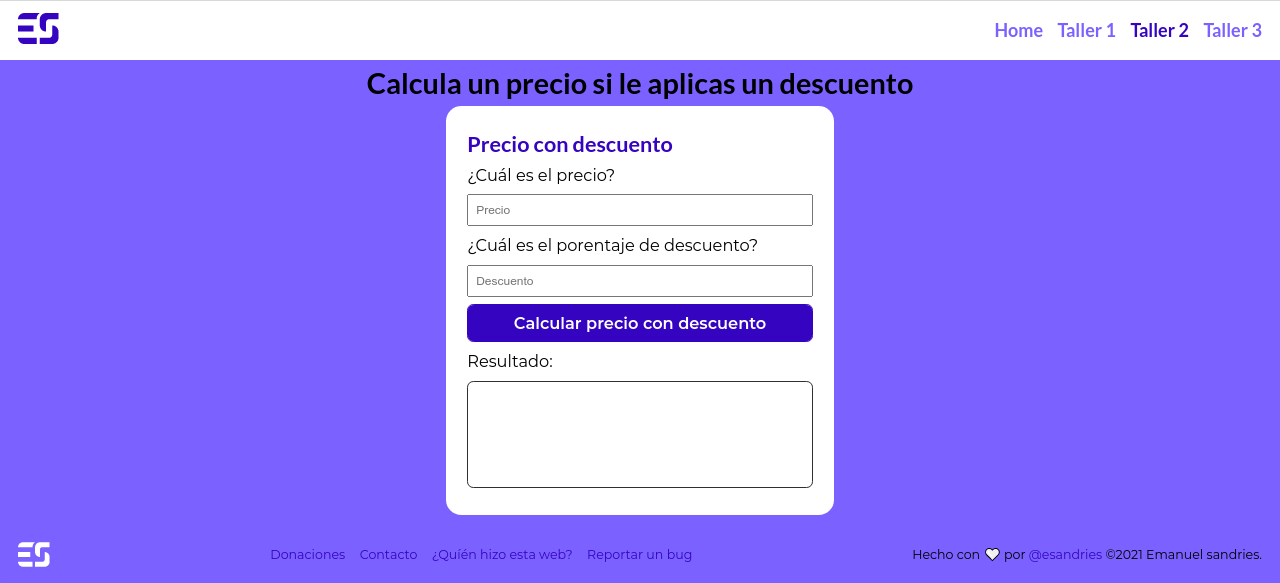 ES
Home Taller 1 Taller 2 Taller 3
Calcula un precio si le aplicas un descuento
Precio con descuento
¿Cuál es el precio?
Precio
¿Cuál es el porentaje de descuento?
Descuento
Calcular precio con descuento
Resultado:
ES
Donaciones Contacto ¿Quíén hizo esta web? Reportar un bug
Hecho con por @esandries ©2021 Emanuel sandries.